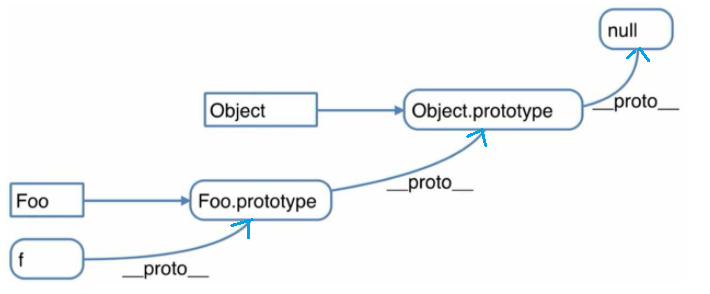 null
Object
Object.prototype
__proto__
Foo
Foo.prototype
__proto__
f
__proto__